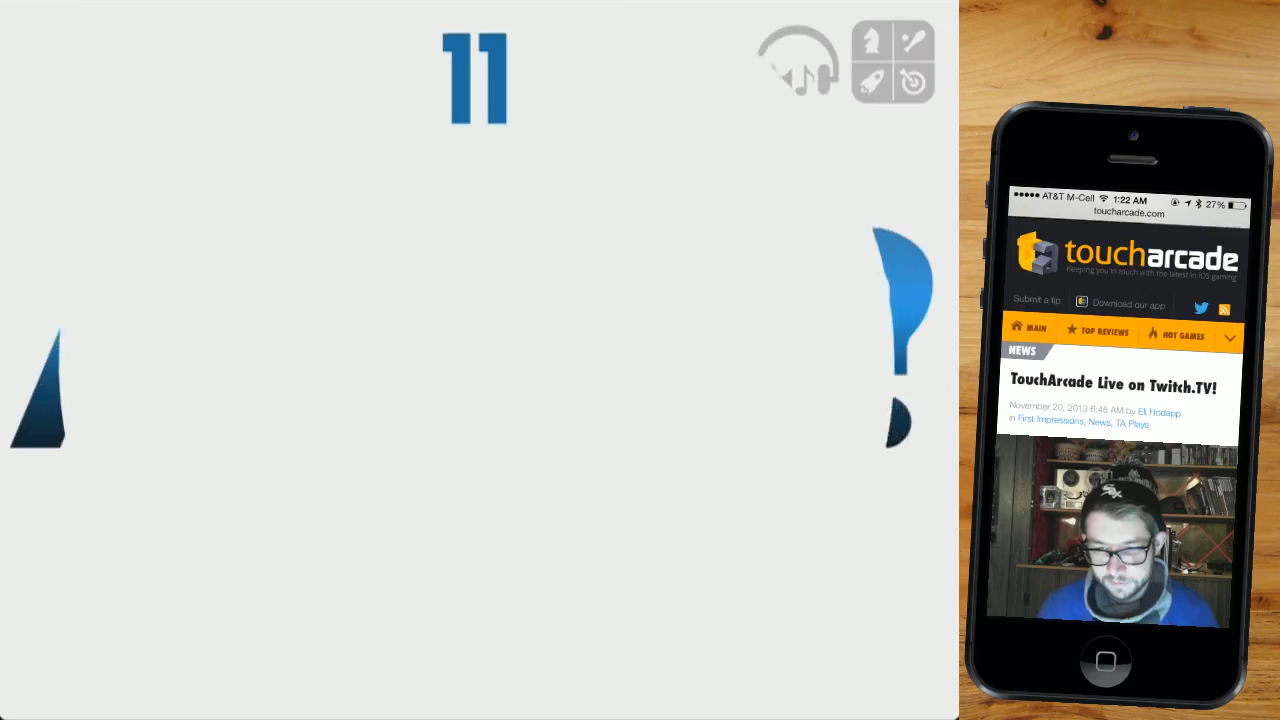 11
?
●●●●● AT&T M-Cell 1:22 AM 27%
toucharcade.com
toucharcade
Keeping you in touch with the latest in iOS gaming
Submit a tip Download our app
MAIN TOP REVIEWS HOT GAMES
NEWS
TouchArcade Live on Twitch.TV!
November 20, 2013 6:45 AM by Eli Hodapp
in First Impressions, News, TA Plays